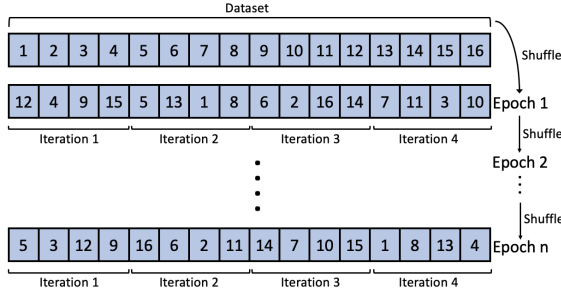 Dataset
1 2 3 4 5 6 7 8 9 10 11 12 13 14 15 16
Shuffle
12 4 9 15 5 13 1 8 6 2 16 14 7 11 3 10 Epoch 1
Iteration 1 Iteration 2 Iteration 3 Iteration 4
Shuffle
Epoch 2
Shuffle
5 3 12 9 16 6 2 11 14 7 10 15 1 8 13 4 Epoch n
Iteration 1 Iteration 2 Iteration 3 Iteration 4